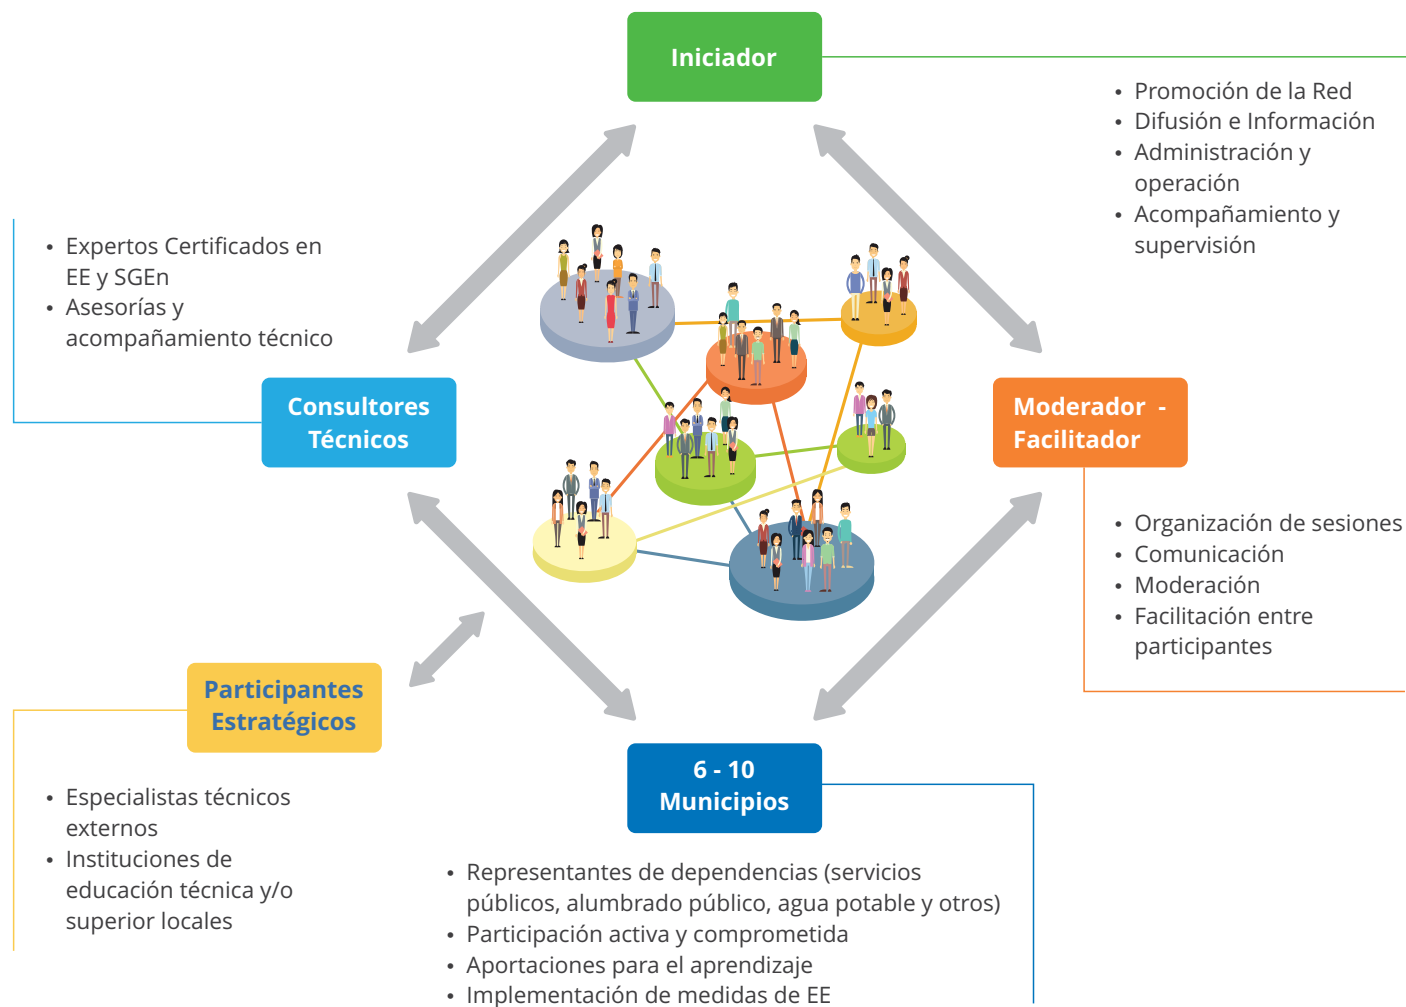 Iniciador
• Promoción de la Red
• Difusión e Información
• Administración y
operación
• Acompañamiento y
supervisión
• Expertos Certificados en
EE y SGEn
• Asesorías y
acompañamiento técnico
Consultores
Técnicos
Moderador -
Facilitador
• Organización de sesiones
• Comunicación
• Moderación
• Facilitación entre
participantes
Participantes
Estratégicos
• Especialistas técnicos
externos
• Instituciones de
educación técnica y/o
superior locales
6 - 10
Municipios
• Representantes de dependencias (servicios
públicos, alumbrado público, agua potable y otros)
• Participación activa y comprometida
• Aportaciones para el aprendizaje
• Implementación de medidas de EE